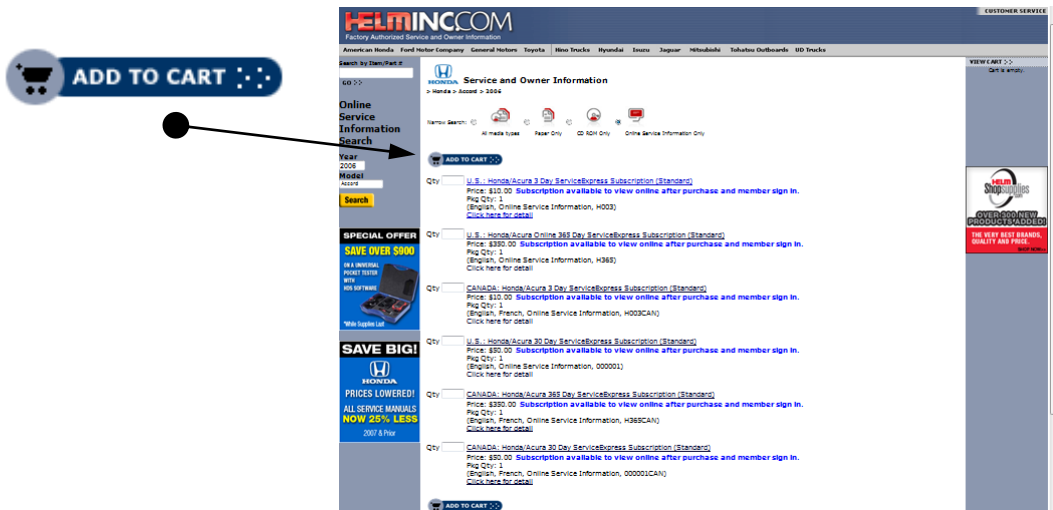 ADD TO CART
HELMINC.COM
Factory Authorized Service and Owner Information
CUSTOMER SERVICE
American Honda Ford Motor Company General Motors Toyota Hino Trucks Hyundai Isuzu Jaguar Mitsubishi Tohatsu Outboards UD Trucks
Search by Item/Part #
GO >>
Online
Service
Information
Search
Year
2006
Model
Accord
Search
SPECIAL OFFER
SAVE OVER $900
ON A UNIVERSAL
POCKET TESTER
WITH
HDS SOFTWARE
*While Supplies Last
SAVE BIG!
HONDA
PRICES LOWERED!
ALL SERVICE MANUALS
NOW 25% LESS
2007 & Prior
HONDA Service and Owner Information
> Honda > Accord > 2006
Narrow Search:
All media types Paper Only CD ROM Only Online Service Information Only
ADD TO CART
Qty U.S.: Honda/Acura 3 Day ServiceExpress Subscription (Standard)
Price: $10.00 Subscription available to view online after purchase and member sign in.
Pkg Qty: 1
(English, Online Service Information, H003)
Click here for detail
Qty U.S.: Honda/Acura Online 365 Day ServiceExpress Subscription (Standard)
Price: $350.00 Subscription available to view online after purchase and member sign in.
Pkg Qty: 1
(English, Online Service Information, H365)
Click here for detail
Qty CANADA: Honda/Acura 3 Day ServiceExpress Subscription (Standard)
Price: $10.00 Subscription available to view online after purchase and member sign in.
Pkg Qty: 1
(English, French, Online Service Information, H003CAN)
Click here for detail
Qty U.S.: Honda/Acura 30 Day ServiceExpress Subscription (Standard)
Price: $50.00 Subscription available to view online after purchase and member sign in.
Pkg Qty: 1
(English, Online Service Information, 000001)
Click here for detail
Qty CANADA: Honda/Acura 365 Day ServiceExpress Subscription (Standard)
Price: $350.00 Subscription available to view online after purchase and member sign in.
Pkg Qty: 1
(English, French, Online Service Information, H365CAN)
Click here for detail
Qty CANADA: Honda/Acura 30 Day ServiceExpress Subscription (Standard)
Price: $50.00 Subscription available to view online after purchase and member sign in.
Pkg Qty: 1
(English, French, Online Service Information, 000001CAN)
Click here for detail
ADD TO CART
VIEW CART >>
Cart is empty.
HELM
Shopsupplies
.com
OVER 200 NEW
PRODUCTS ADDED!
THE VERY BEST BRANDS,
QUALITY AND PRICE.
SHOP NOW>>